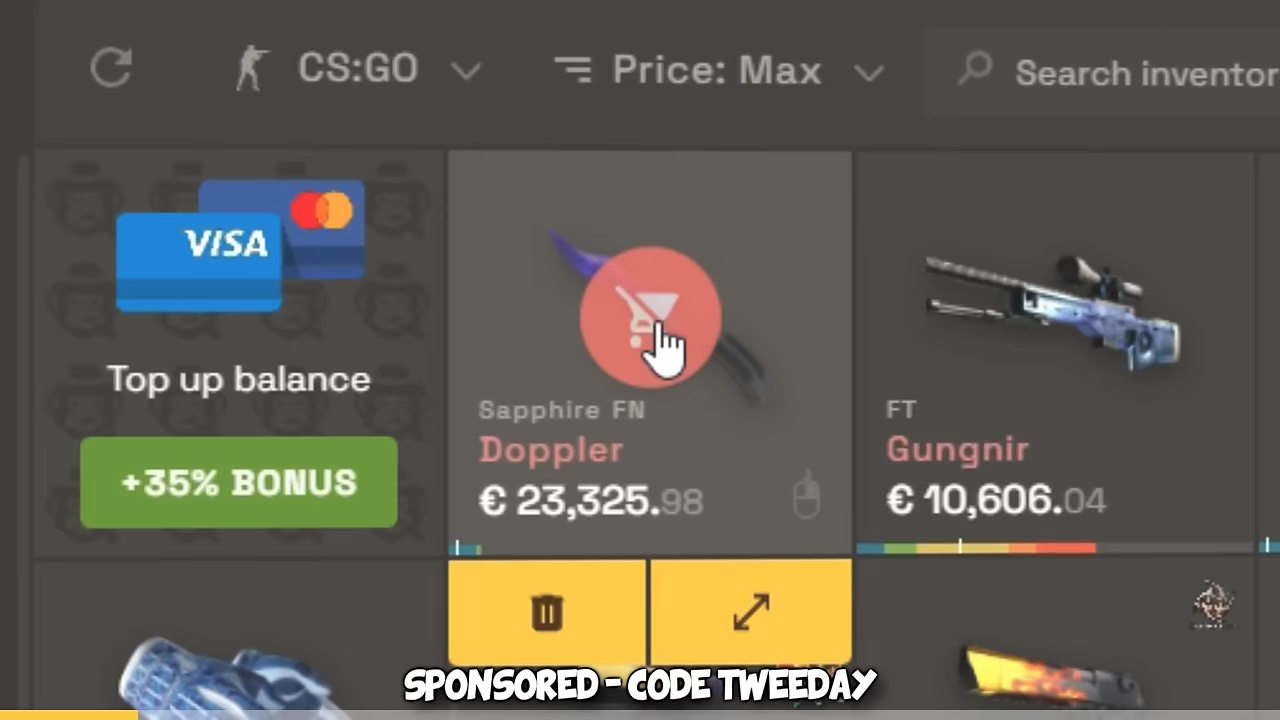 CS:GO
Price: Max
Search inventor
VISA
Top up balance
+35% BONUS
Sapphire FN
Doppler
€ 23,325.98
FT
Gungnir
€ 10,606.04
SPONSORED - CODE TWEEDAY